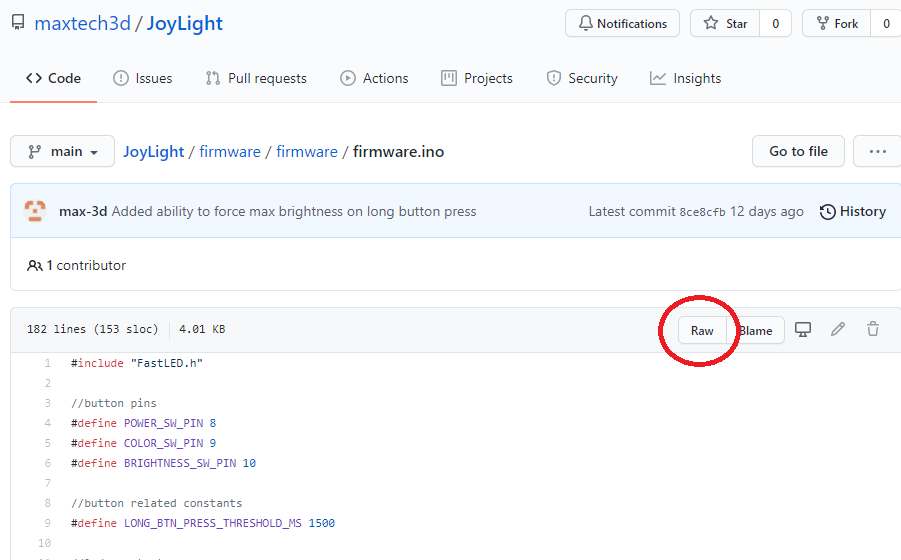 maxtech3d / JoyLight Notifications Star 0 Fork 0
Code Issues Pull requests Actions Projects Security Insights
main JoyLight / firmware / firmware / firmware.ino Go to file ...
max-3d Added ability to force max brightness on long button press Latest commit 8ce8cfb 12 days ago History
1 contributor
182 lines (153 sloc) 4.01 KB Raw Blame
1 #include "FastLED.h"
2
3 //button pins
4 #define POWER_SW_PIN 8
5 #define COLOR_SW_PIN 9
6 #define BRIGHTNESS_SW_PIN 10
7
8 //button related constants
9 #define LONG_BTN_PRESS_THRESHOLD_MS 1500
10